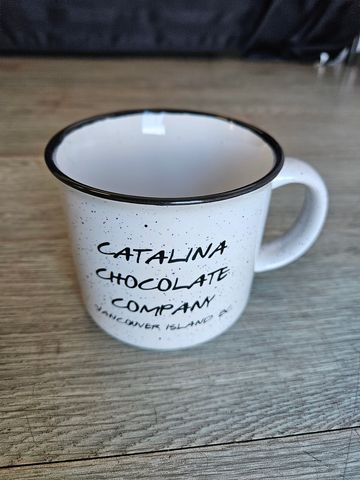 CATALINA
CHOCOLATE
COMPANY
VANCOUVER ISLAND BC